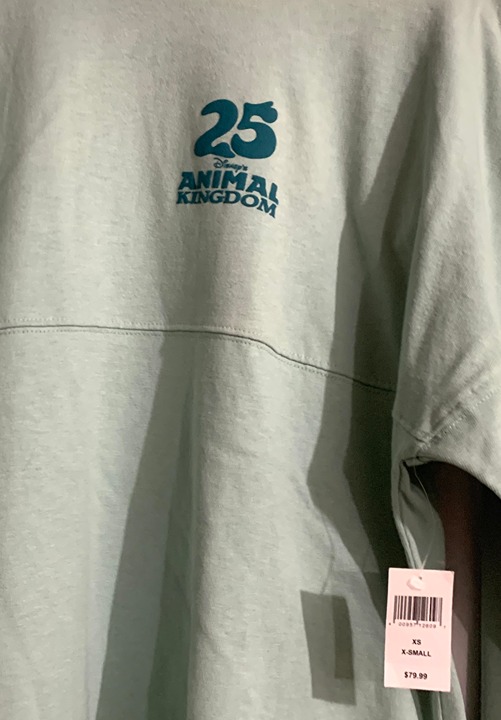 25
Disney's
ANIMAL
KINGDOM
XS
X-SMALL
$79.99